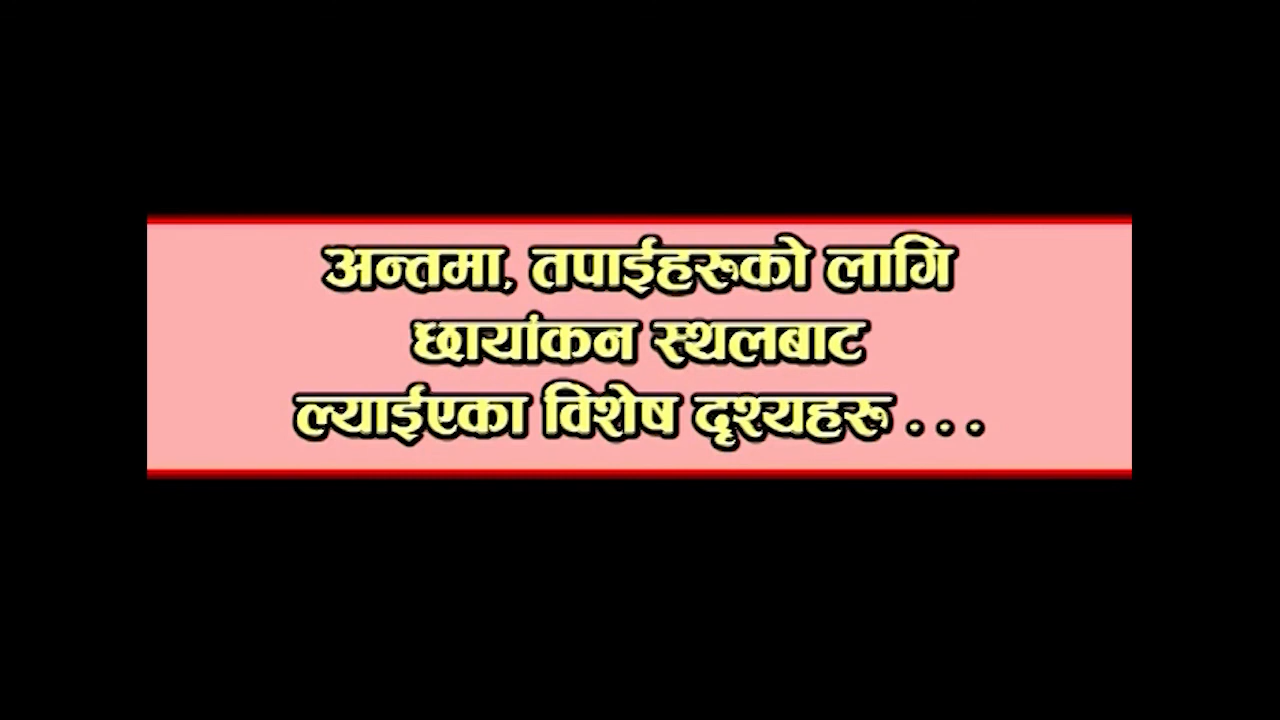 अन्तमा, तपाईहरुको लागि
छायांकन स्थलबाट
ल्याईएका विशेष दृश्यहरु . . .